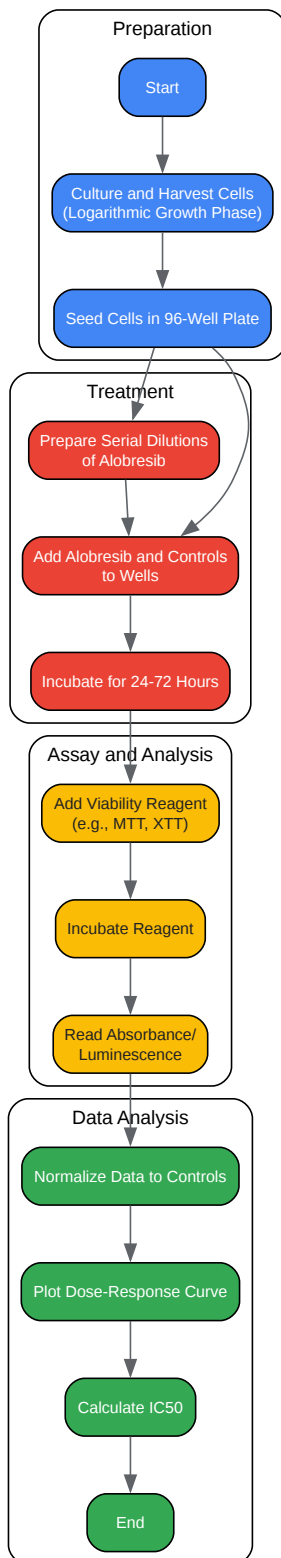 Preparation
Start
Culture and Harvest Cells
(Logarithmic Growth Phase)
Seed Cells in 96-Well Plate
Treatment
Prepare Serial Dilutions
of Alobresib
Add Alobresib and Controls
to Wells
Incubate for 24-72 Hours
Assay and Analysis
Add Viability Reagent
(e.g., MTT, XTT)
Incubate Reagent
Read Absorbance/
Luminescence
Data Analysis
Normalize Data to Controls
Plot Dose-Response Curve
Calculate IC50
End